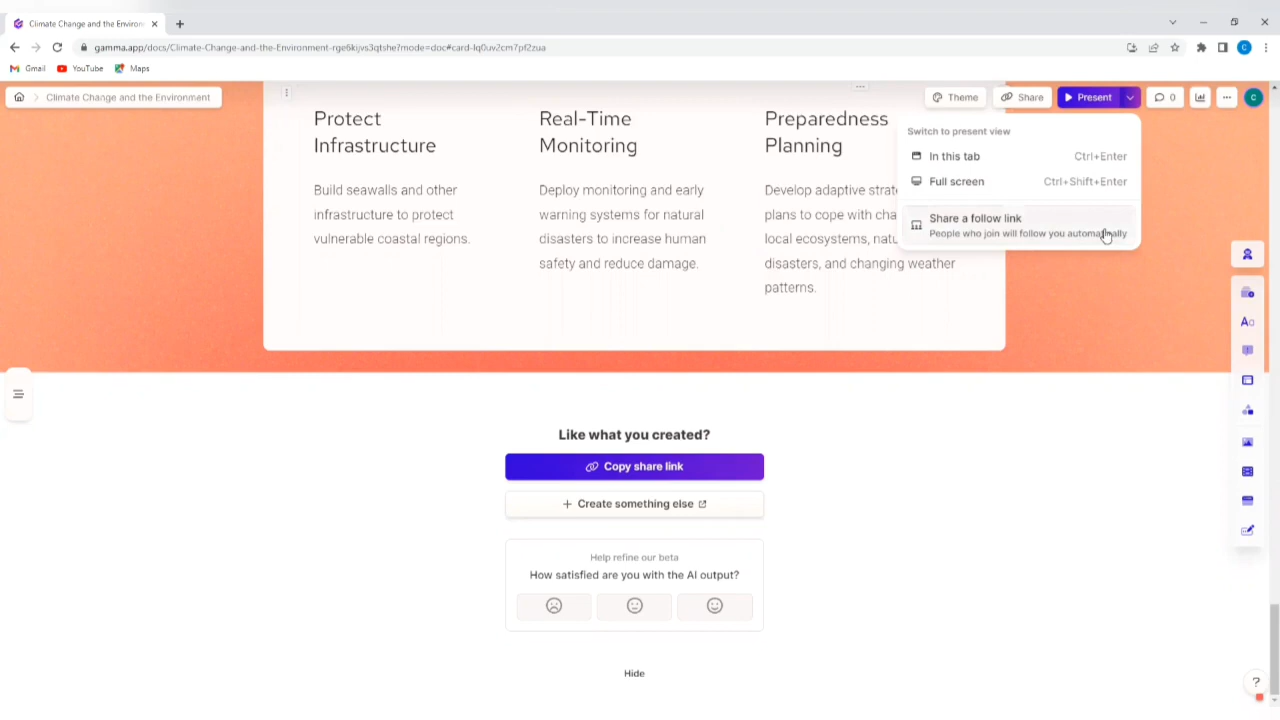 Climate Change and the Environ
gamma.app/docs/Climate-Change-and-the-Environment-rge6kijvs3qtshe?mode=doc#card-lq0uv2cm7pf2zua
C
Gmail
YouTube
Maps
Climate Change and the Environment
Theme
Share
Present
0
C
Switch to present view
In this tab
Ctrl+Enter
Full screen
Ctrl+Shift+Enter
Share a follow link
People who join will follow you automatically
Protect
Infrastructure
Build seawalls and other
infrastructure to protect
vulnerable coastal regions.
Real-Time
Monitoring
Deploy monitoring and early
warning systems for natural
disasters to increase human
safety and reduce damage.
Preparedness
Planning
Develop adaptive
plans to cope with
local ecosystems,
disasters, and changing weather
patterns.
Like what you created?
Copy share link
+ Create something else
Help refine our beta
How satisfied are you with the AI output?
Hide
Aa
?